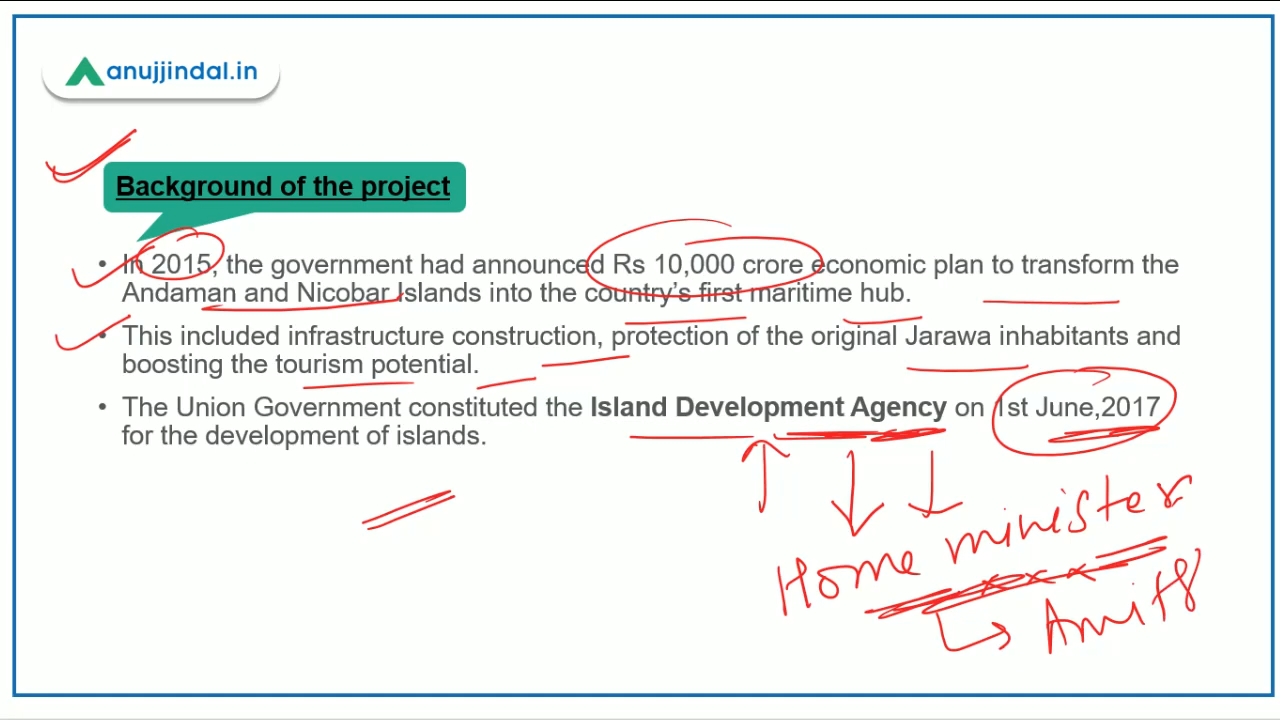 anujjindal.in
Background of the project
• In 2015, the government had announced Rs 10,000 crore economic plan to transform the
Andaman and Nicobar Islands into the country's first maritime hub.
• This included infrastructure construction, protection of the original Jarawa inhabitants and
boosting the tourism potential.
• The Union Government constituted the Island Development Agency on 1st June,2017
for the development of islands.
Home minister